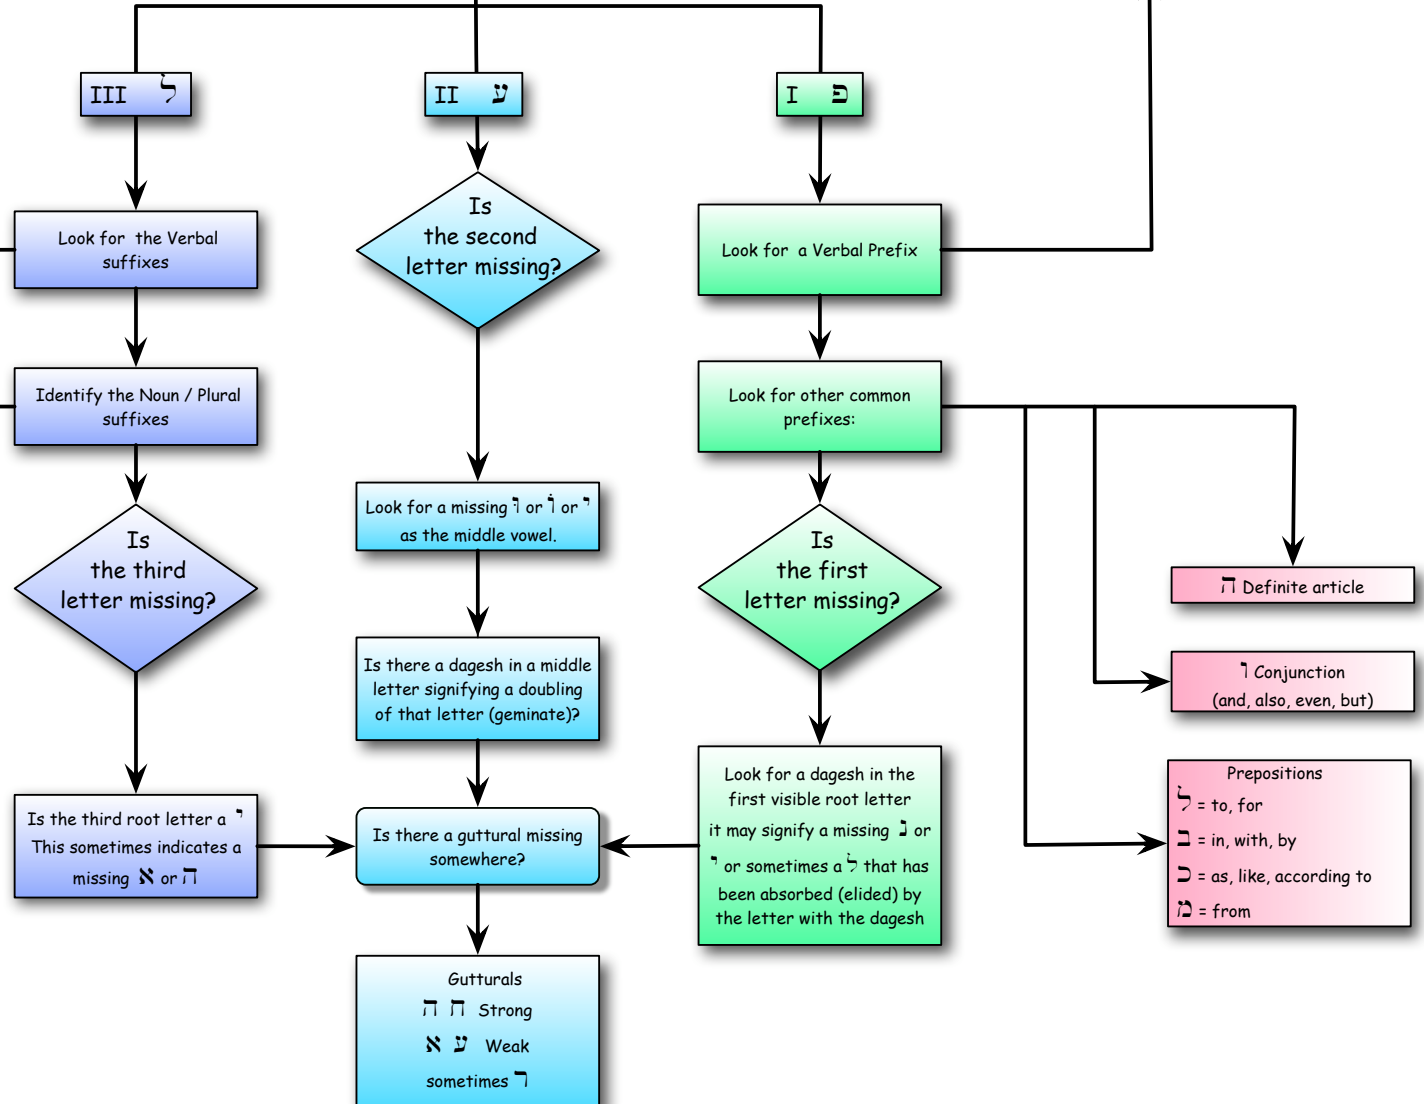 III ל
II ע
I פ
Look for the Verbal
suffixes
Identify the Noun / Plural
suffixes
Is
the third
letter missing?
Is the third root letter a י
This sometimes indicates a
missing א or ה
Is
the second
letter missing?
Look for a missing וּ or וֹ or י
as the middle vowel.
Is there a dagesh in a middle
letter signifying a doubling
of that letter (geminate)?
Is there a guttural missing
somewhere?
Gutturals
ה ח Strong
א ע Weak
sometimes ר
Look for a Verbal Prefix
Look for other common
prefixes:
Is
the first
letter missing?
Look for a dagesh in the
first visible root letter
it may signify a missing נ or
י or sometimes a ל that has
been absorbed (elided) by
the letter with the dagesh
ה Definite article
ו Conjunction
(and, also, even, but)
Prepositions
ל = to, for
ב = in, with, by
כ = as, like, according to
מ = from